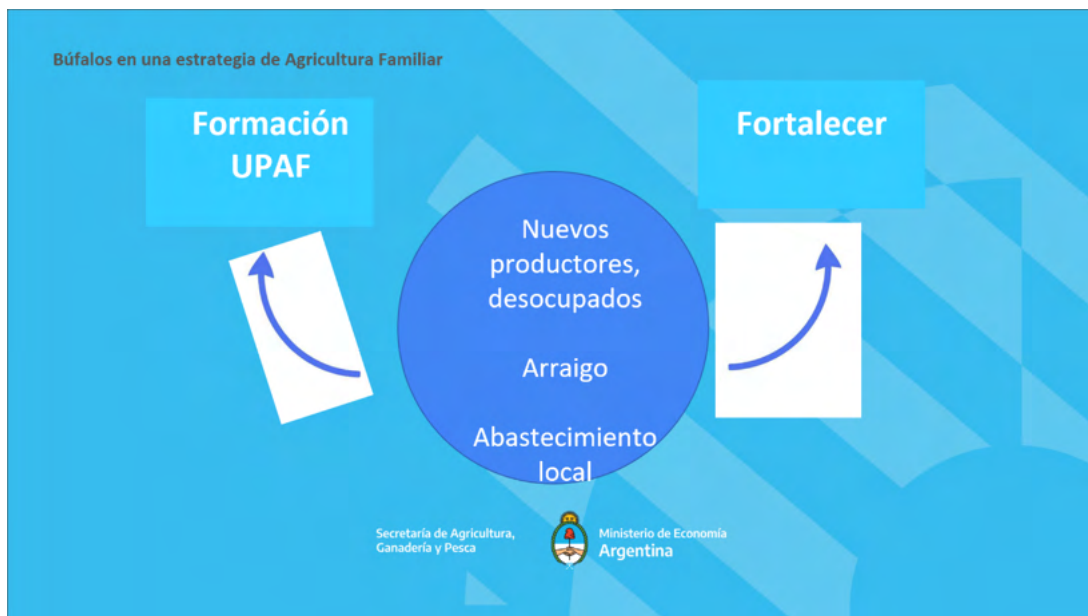 Búfalos en una estrategia de Agricultura Familiar
Formación
UPAF
Fortalecer
Nuevos
productores,
desocupados
Arraigo
Abastecimiento
local
Secretaría de Agricultura,
Ganadería y Pesca
Ministerio de Economía
Argentina